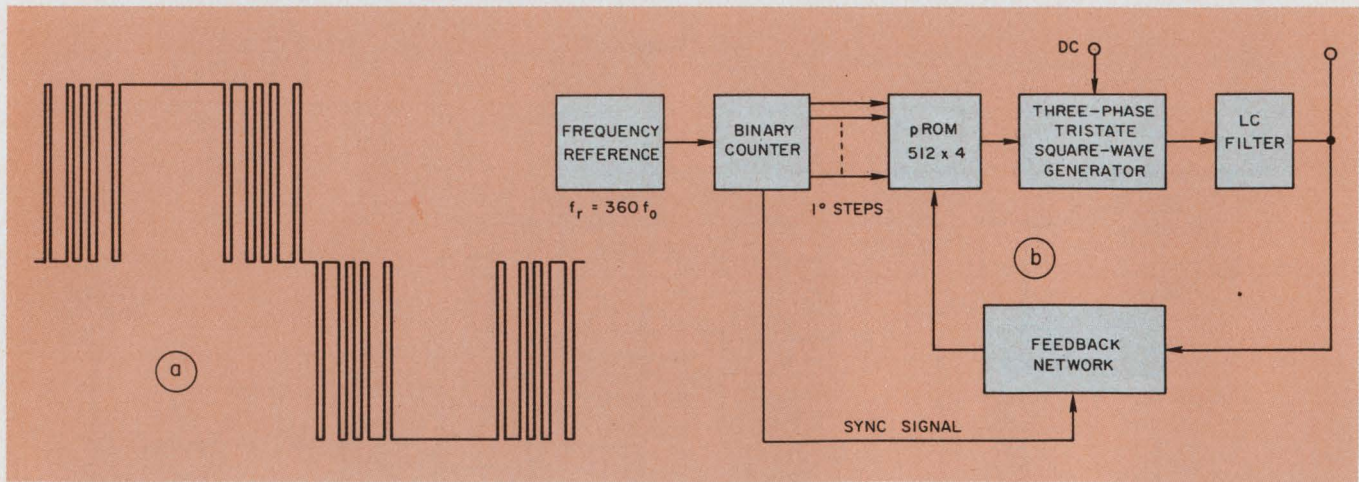 a
FREQUENCY
REFERENCE
f_r = 360 f_o
BINARY
COUNTER
1° STEPS
pROM
512 x 4
DC
THREE-PHASE
TRISTATE
SQUARE-WAVE
GENERATOR
LC
FILTER
b
FEEDBACK
NETWORK
SYNC SIGNAL